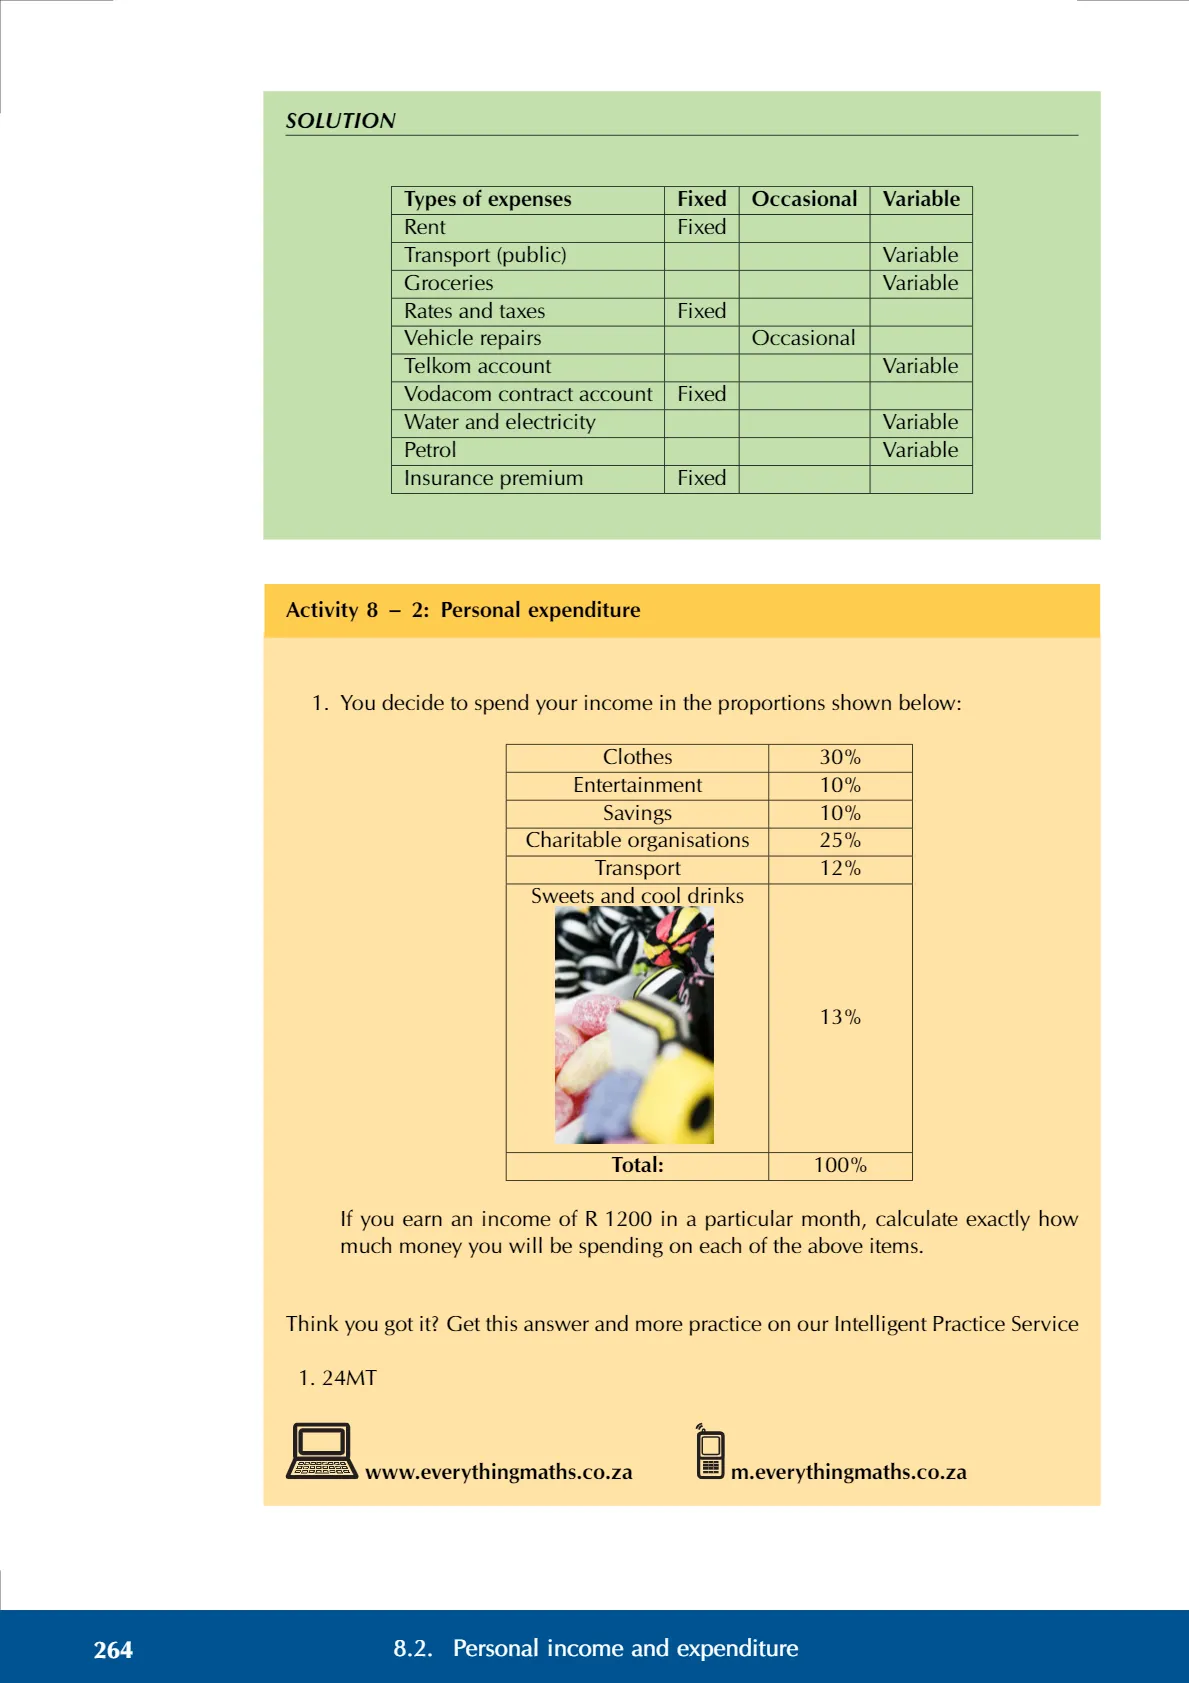 SOLUTION
Types of expenses Fixed Occasional Variable
Rent Fixed
Transport (public) Variable
Groceries Variable
Rates and taxes Fixed
Vehicle repairs Occasional
Telkom account Variable
Vodacom contract account Fixed
Water and electricity Variable
Petrol Variable
Insurance premium Fixed
Activity 8 – 2: Personal expenditure
1. You decide to spend your income in the proportions shown below:
Clothes 30%
Entertainment 10%
Savings 10%
Charitable organisations 25%
Transport 12%
Sweets and cool drinks
13%
Total: 100%
If you earn an income of R 1200 in a particular month, calculate exactly how
much money you will be spending on each of the above items.
Think you got it? Get this answer and more practice on our Intelligent Practice Service
1. 24MT
www.everythingmaths.co.za m.everythingmaths.co.za
264 8.2. Personal income and expenditure